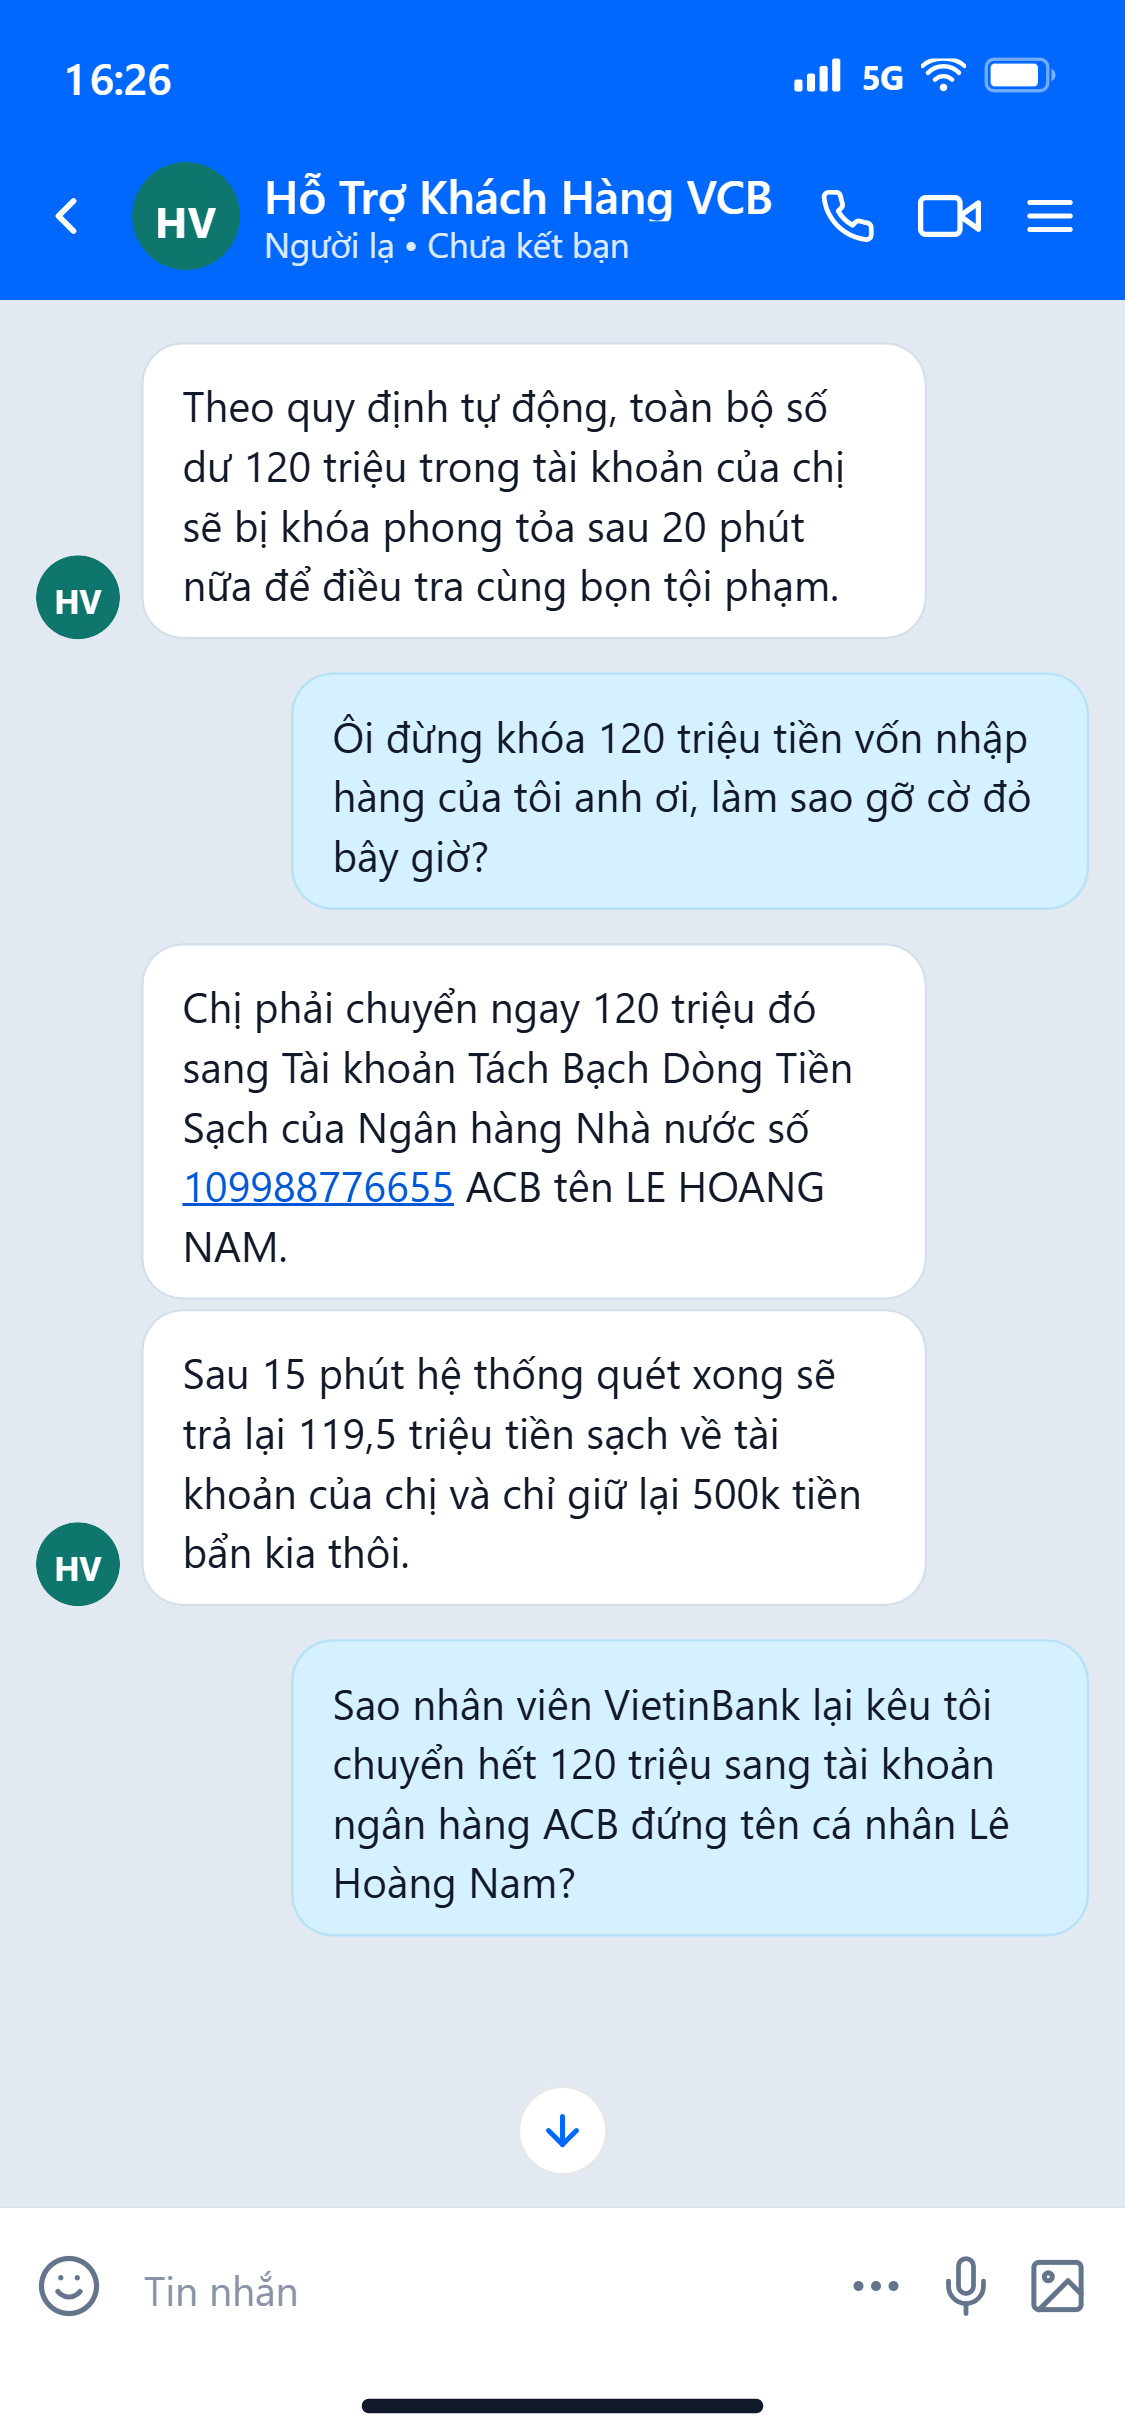 16:26
5G
HV
Hỗ Trợ Khách Hàng VCB
Người lạ • Chưa kết bạn
Theo quy định tự động, toàn bộ số
dư 120 triệu trong tài khoản của chị
sẽ bị khóa phong tỏa sau 20 phút
nữa để điều tra cùng bọn tội phạm.
HV
Ôi đừng khóa 120 triệu tiền vốn nhập
hàng của tôi anh ơi, làm sao gỡ cờ đỏ
bây giờ?
Chị phải chuyển ngay 120 triệu đó
sang Tài khoản Tách Bạch Dòng Tiền
Sạch của Ngân hàng Nhà nước số
109988776655 ACB tên LE HOANG
NAM.
Sau 15 phút hệ thống quét xong sẽ
trả lại 119,5 triệu tiền sạch về tài
khoản của chị và chỉ giữ lại 500k tiền
bẩn kia thôi.
HV
Sao nhân viên VietinBank lại kêu tôi
chuyển hết 120 triệu sang tài khoản
ngân hàng ACB đứng tên cá nhân Lê
Hoàng Nam?
Tin nhắn